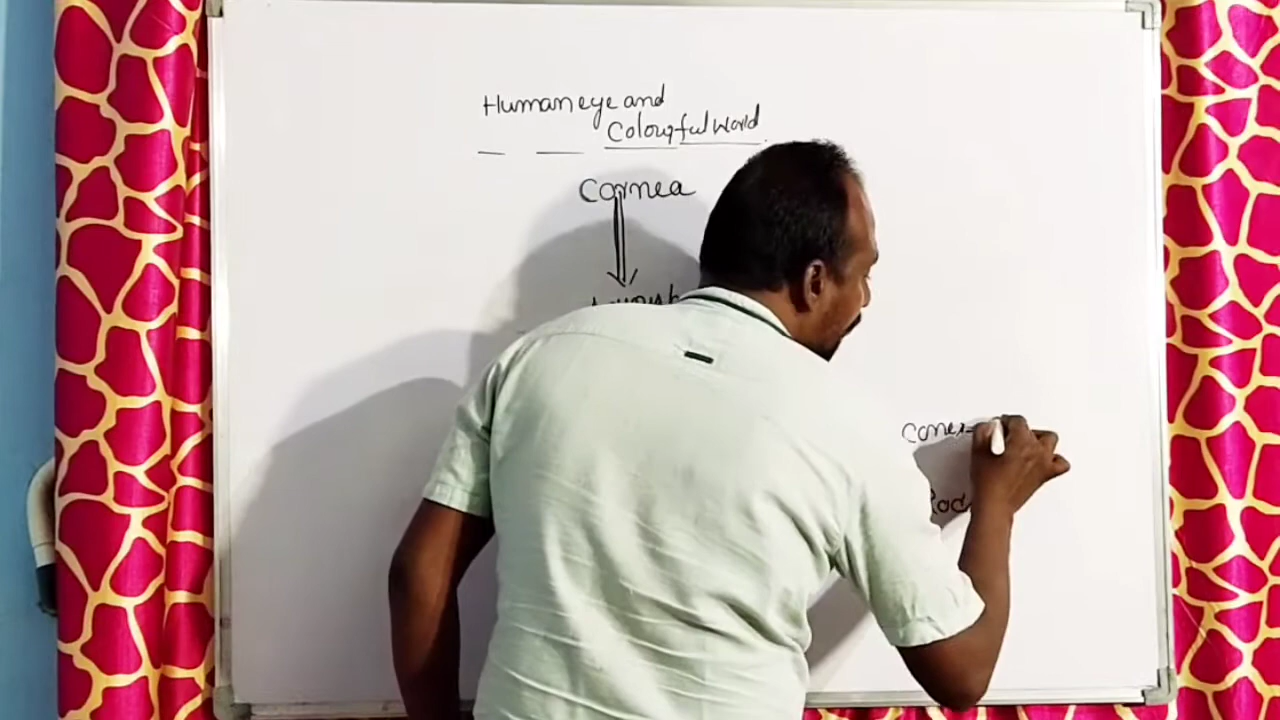 Human eye and
Colourful world
Cornea
Cones
Rod